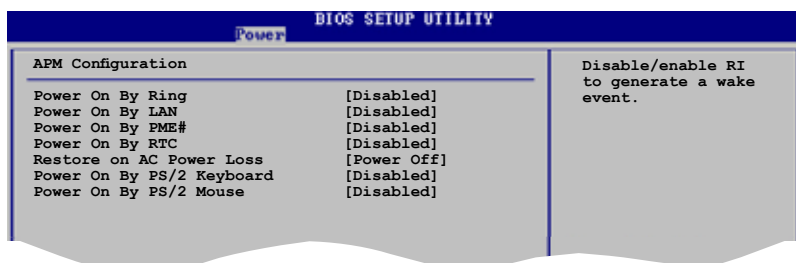 BIOS SETUP UTILITY
Power
APM Configuration
Power On By Ring [Disabled]
Power On By LAN [Disabled]
Power On By PME# [Disabled]
Power On By RTC [Disabled]
Restore on AC Power Loss [Power Off]
Power On By PS/2 Keyboard [Disabled]
Power On By PS/2 Mouse [Disabled]
Disable/enable RI
to generate a wake
event.